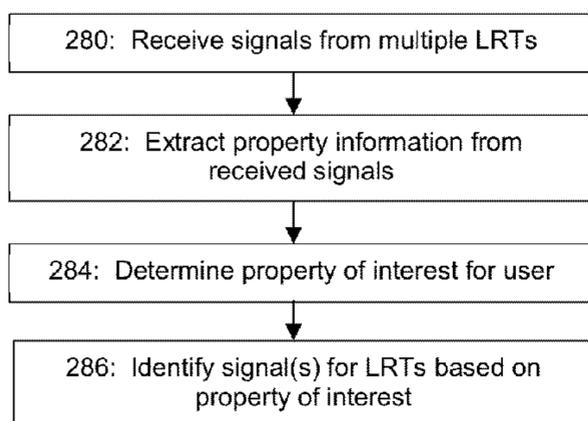 280: Receive signals from multiple LRTs
282: Extract property information from
received signals
284: Determine property of interest for user
286: Identify signal(s) for LRTs based on
property of interest